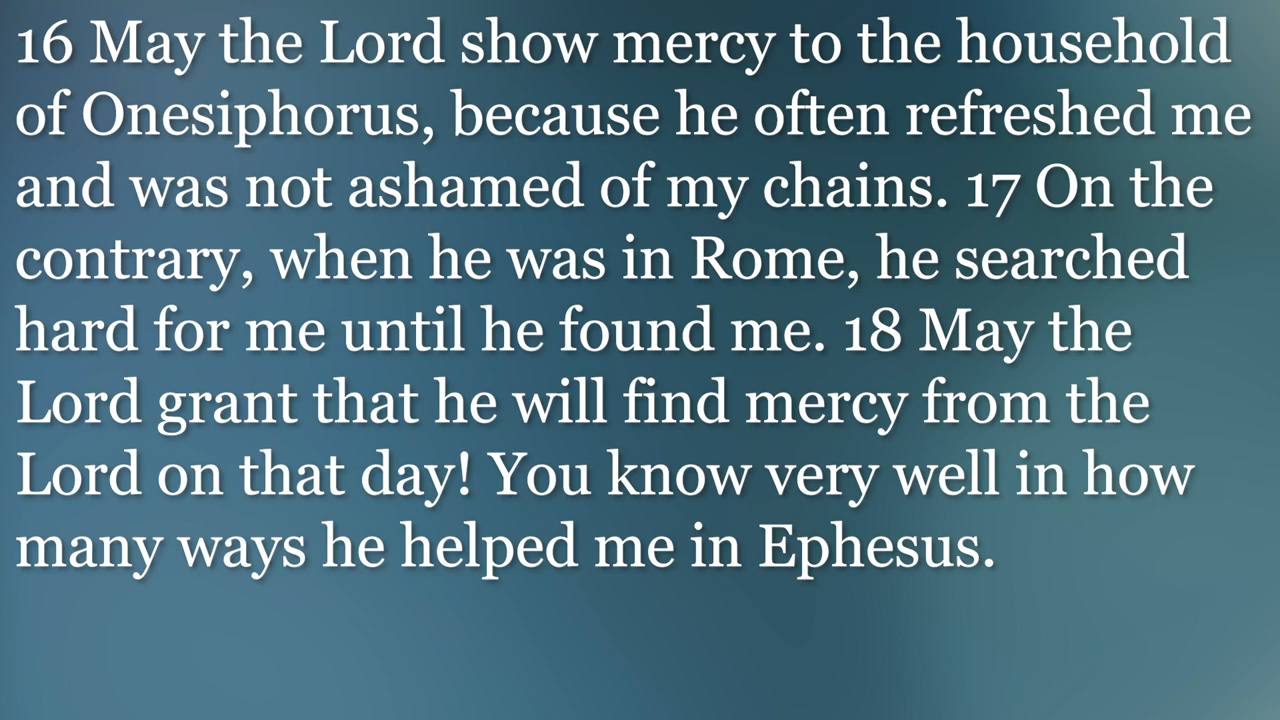 16 May the Lord show mercy to the household
of Onesiphorus, because he often refreshed me
and was not ashamed of my chains. 17 On the
contrary, when he was in Rome, he searched
hard for me until he found me. 18 May the
Lord grant that he will find mercy from the
Lord on that day! You know very well in how
many ways he helped me in Ephesus.